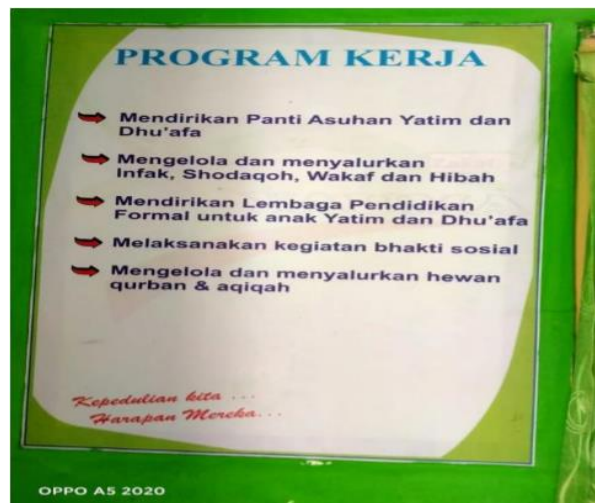 PROGRAM KERJA
Mendirikan Panti Asuhan Yatim dan
Dhu'afa
Mengelola dan menyalurkan
Infak, Shodaqoh, Wakaf dan Hibah
Mendirikan Lembaga Pendidikan
Formal untuk anak Yatim dan Dhu'afa
Melaksanakan kegiatan bhakti sosial
Mengelola dan menyalurkan hewan
qurban & aqiqah
Kepedulian kita ...
Harapan Mereka...
OPPO A5 2020